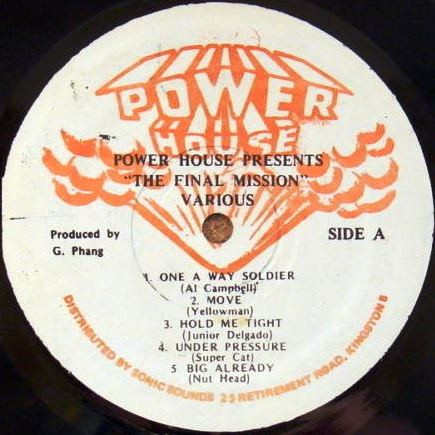 POWER
HOUSE
POWER HOUSE PRESENTS
"THE FINAL MISSION"
VARIOUS
Produced by
G. Phang
SIDE A
1. ONE A WAY SOLDIER
(Al Campbell)
2. MOVE
(Yellowman)
3. HOLD ME TIGHT
(Junior Delgado)
4. UNDER PRESSURE
(Super Cat)
5. BIG ALREADY
(Nut Head)
DISTRIBUTED BY SONIC SOUNDS 25 RETIREMENT ROAD, KINGSTON 5